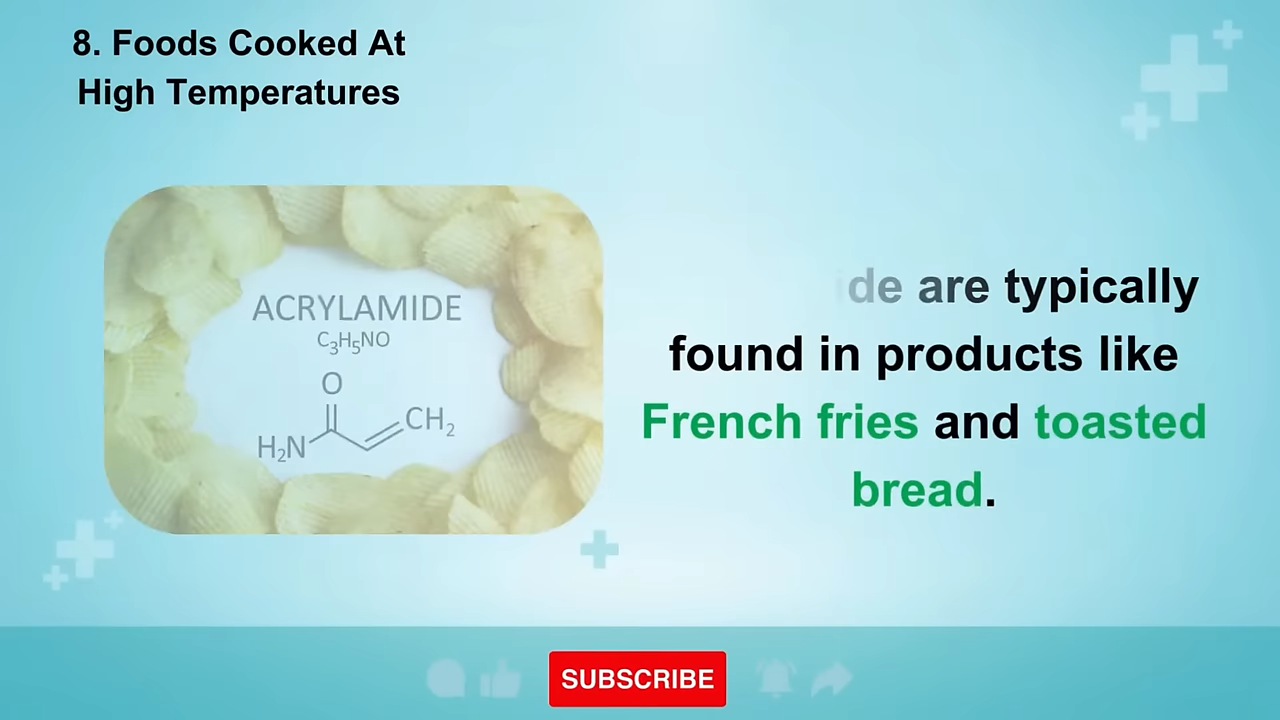 8. Foods Cooked At
High Temperatures
ACRYLAMIDE
C₃H₅NO
O
H₂N
CH₂
are typically
found in products like
French fries and toasted
bread.
SUBSCRIBE